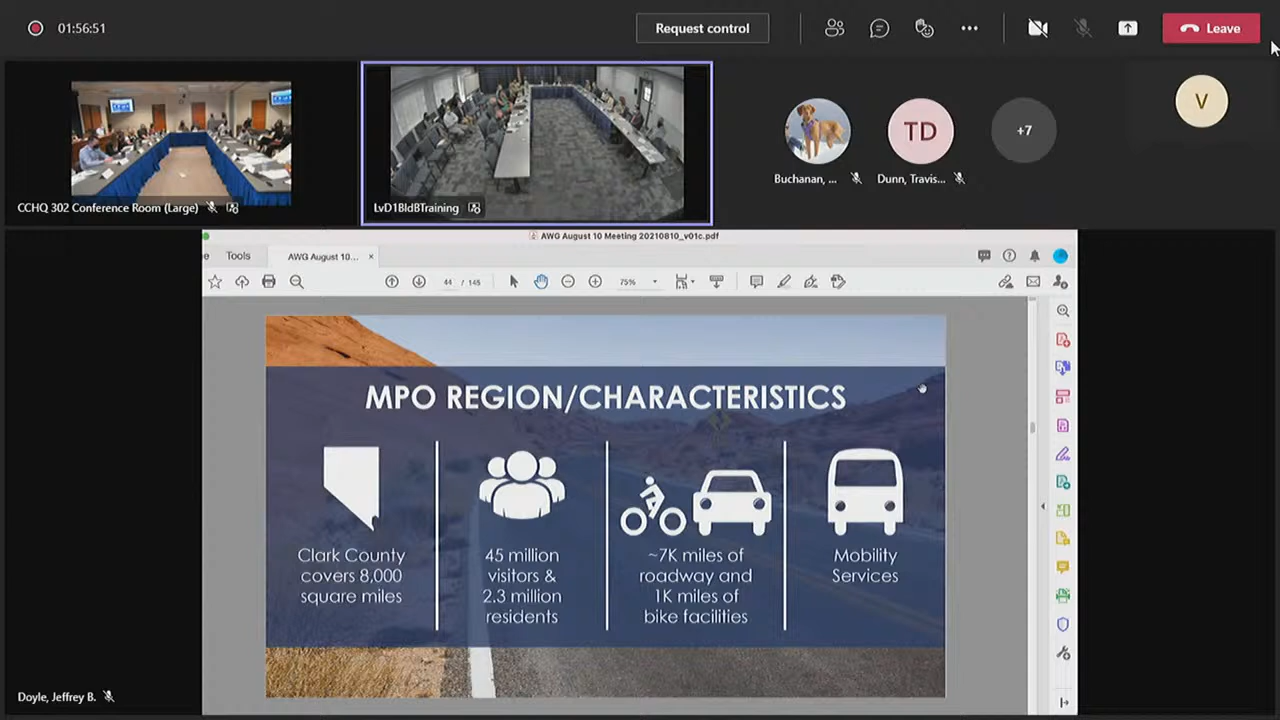 01:56:51
Request control
Leave
CCHQ 302 Conference Room (Large)
LvD1BldBTraining
Buchanan, ...
TD
Dunn, Travis...
+7
V
AWG August 10 Meeting 20210810_v01c.pdf
e Tools
AWG August 10... ×
44 / 145
75%
MPO REGION/CHARACTERISTICS
Clark County
covers 8,000
square miles
45 million
visitors &
2.3 million
residents
~7K miles of
roadway and
1K miles of
bike facilities
Mobility
Services
Doyle, Jeffrey B.